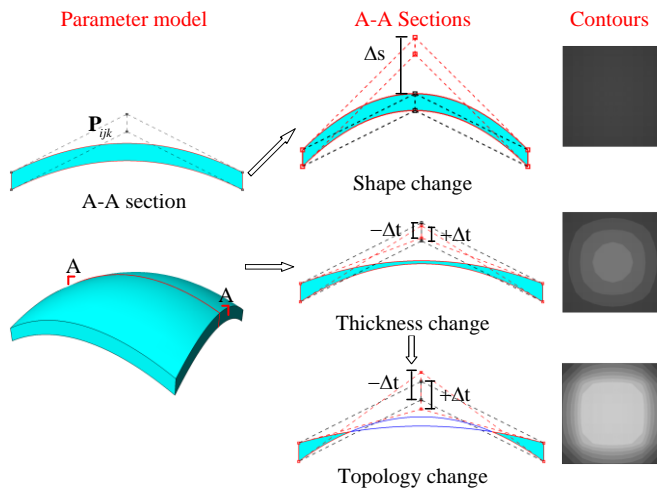 Parameter model
A-A Sections
Contours
Δs
P_ijk
A-A section
Shape change
−Δt
+Δt
A
A
Thickness change
−Δt
+Δt
Topology change